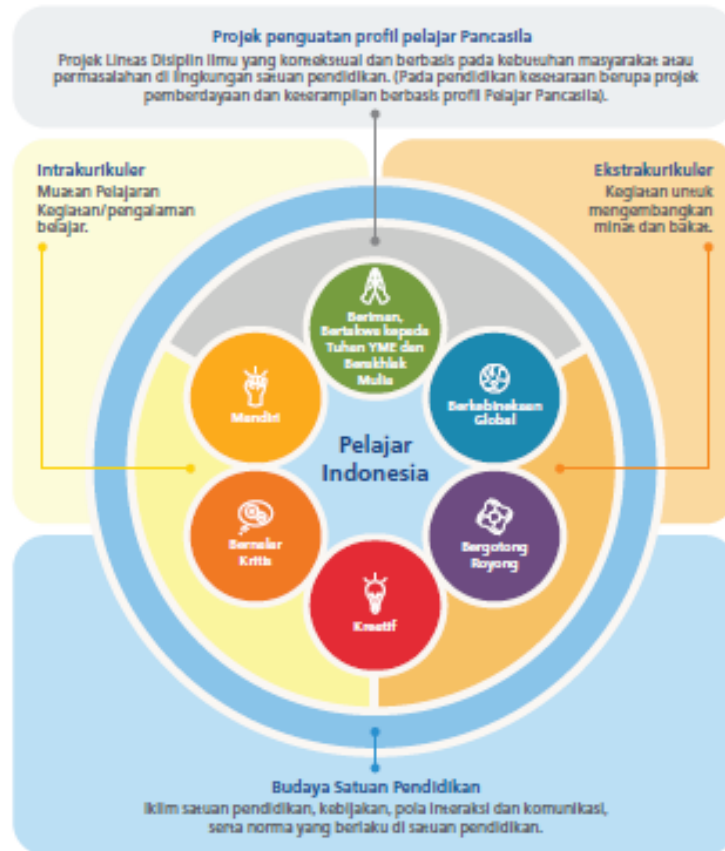 Projek penguatan profil pelajar Pancasila
Projek Lintas Disiplin Ilmu yang kontekstual dan berbasis pada kebutuhan masyarakat atau
permasalahan di lingkungan satuan pendidikan. (Pada pendidikan kesetaraan berupa projek
pemberdayaan dan keterampilan berbasis profil Pelajar Pancasila).
Intrakurikuler
Muatan Pelajaran
Kegiatan/pengalaman
belajar.
Ekstrakurikuler
Kegiatan untuk
mengembangkan
minat dan bakat.
Beriman,
Bertakwa kepada
Tuhan YME dan
Berakhlak
Mulia
Mandiri
Berkebinekaan
Global
Pelajar
Indonesia
Bernalar
Kritis
Bergotong
Royong
Kreatif
Budaya Satuan Pendidikan
Iklim satuan pendidikan, kebijakan, pola interaksi dan komunikasi,
serta norma yang berlaku di satuan pendidikan.